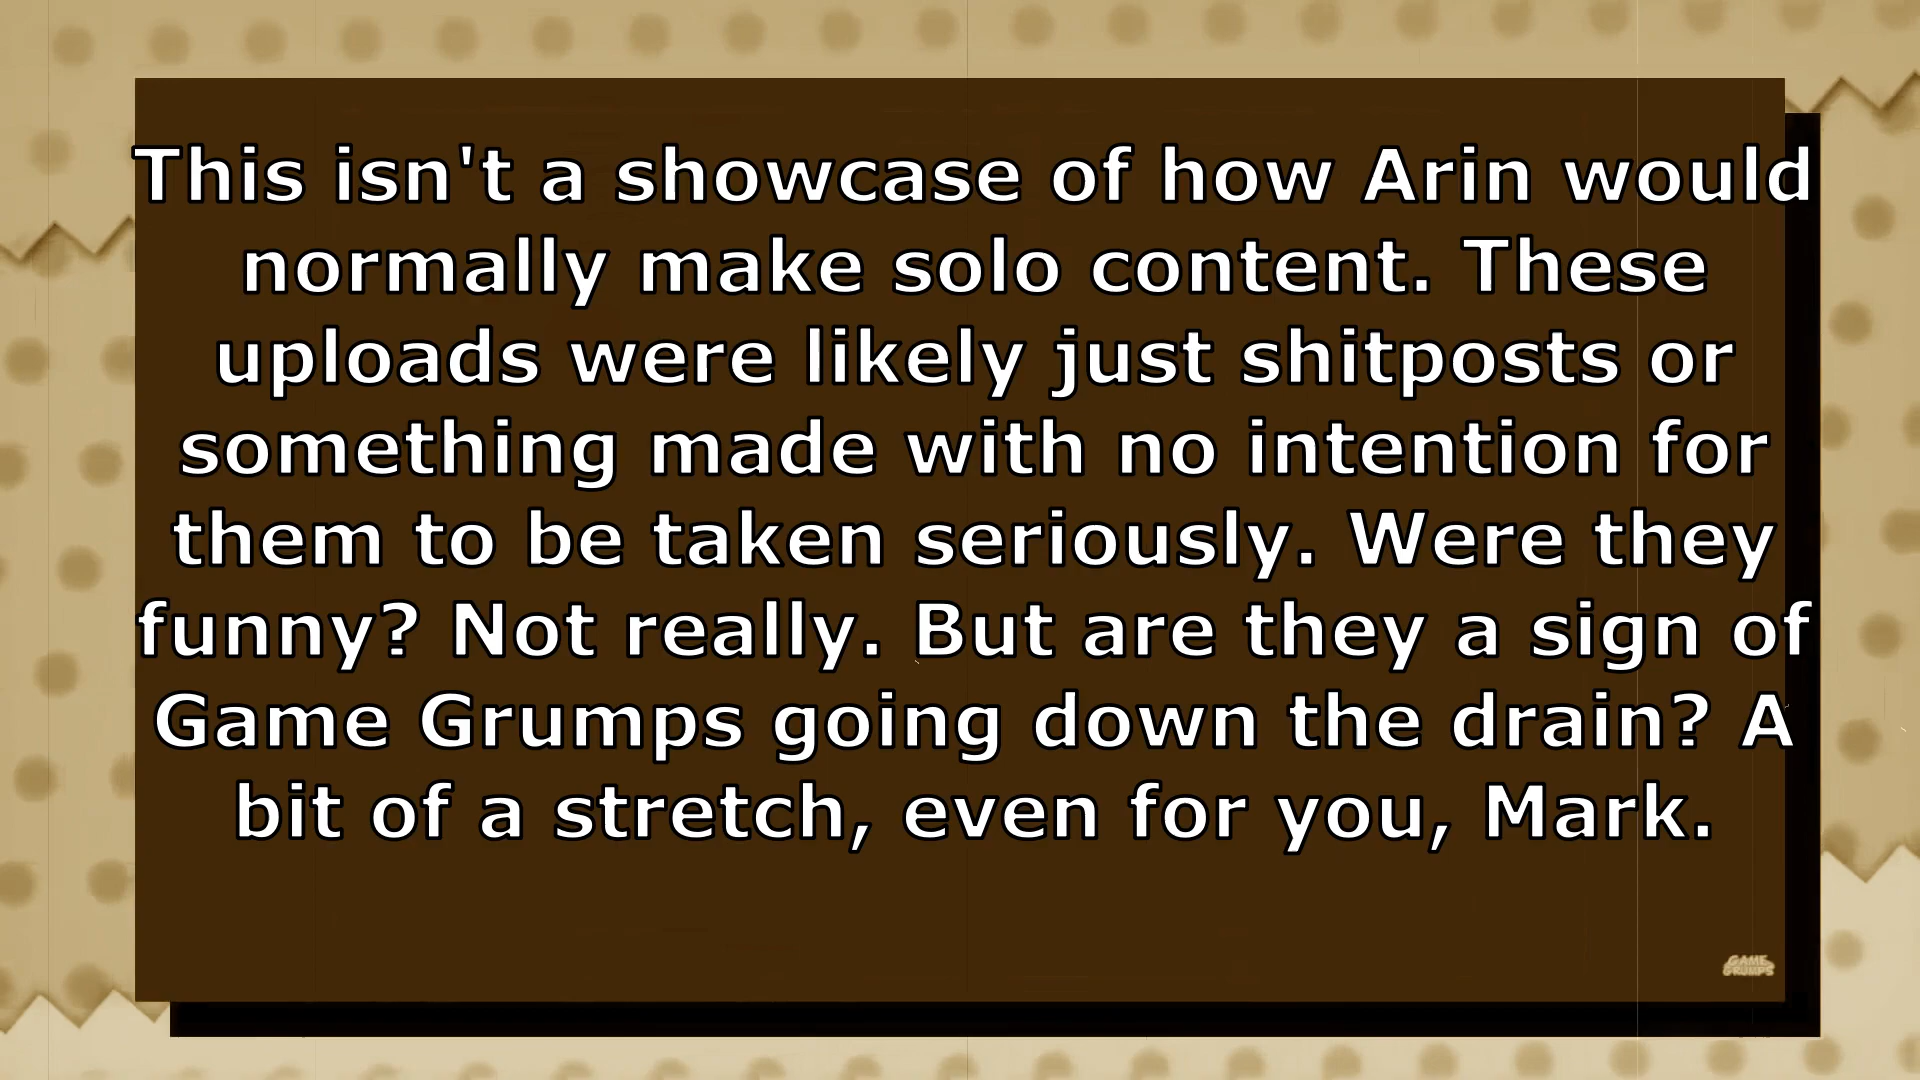 This isn't a showcase of how Arin would
normally make solo content. These
uploads were likely just shitposts or
something made with no intention for
them to be taken seriously. Were they
funny? Not really. But are they a sign of
Game Grumps going down the drain? A
bit of a stretch, even for you, Mark.
GAME
GRUMPS